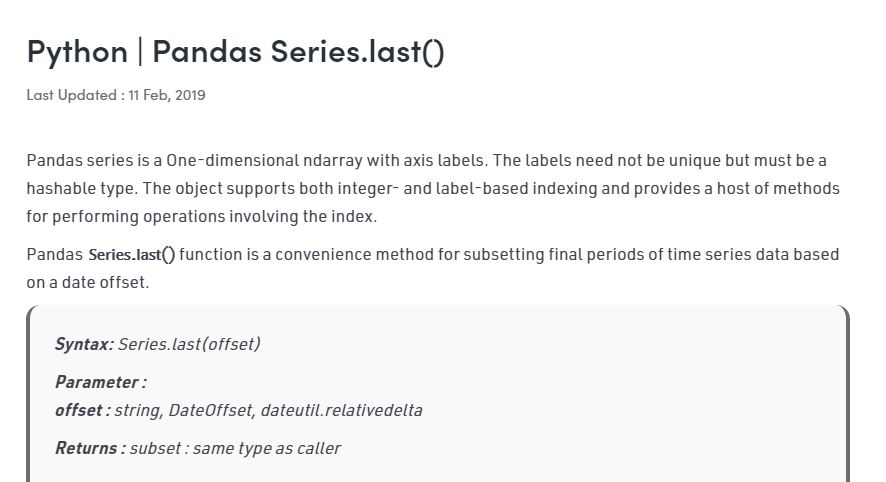 Python | Pandas Series.last()
Last Updated : 11 Feb, 2019
Pandas series is a One-dimensional ndarray with axis labels. The labels need not be unique but must be a
hashable type. The object supports both integer- and label-based indexing and provides a host of methods
for performing operations involving the index.
Pandas Series.last() function is a convenience method for subsetting final periods of time series data based
on a date offset.
Syntax: Series.last(offset)
Parameter :
offset : string, DateOffset, dateutil.relativedelta
Returns : subset : same type as caller